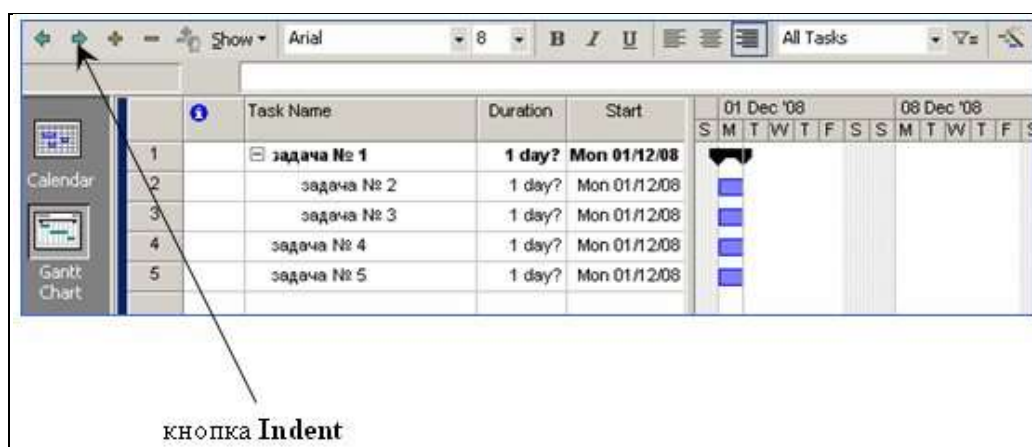 Show Arial 8 B I U All Tasks
Task Name Duration Start 01 Dec '08 08 Dec '08
S M T W T F S S M T W T F S
1 задача № 1 1 day? Mon 01/12/08
Calendar 2 задача № 2 1 day? Mon 01/12/08
3 задача № 3 1 day? Mon 01/12/08
4 задача № 4 1 day? Mon 01/12/08
Gantt 5 задача № 5 1 day? Mon 01/12/08
Chart
кнопка Indent